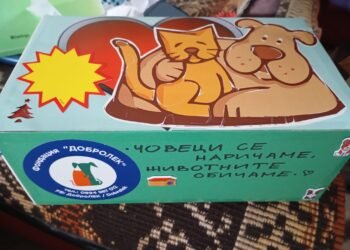 Фондация "ДОБРОЛЕК"
ЧОВЕЦИ СЕ
НАРИЧАМЕ,
ЖИВОТНИТЕ
ОБИЧАМЕ.